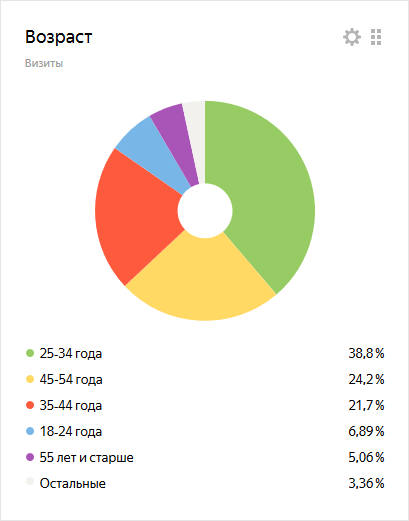 Возраст
Визиты
25-34 года 38,8 %
45-54 года 24,2 %
35-44 года 21,7 %
18-24 года 6,89 %
55 лет и старше 5,06 %
Остальные 3,36 %